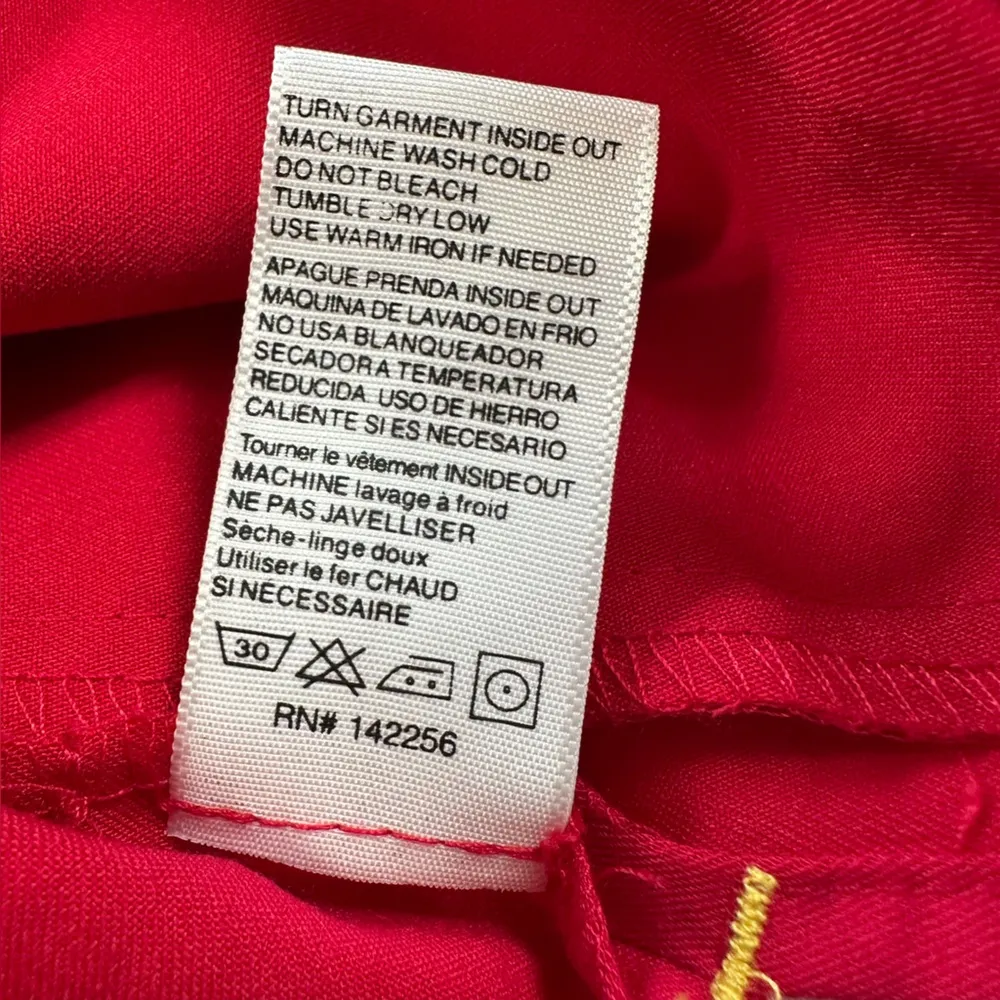 TURN GARMENT INSIDE OUT
MACHINE WASH COLD
DO NOT BLEACH
TUMBLE DRY LOW
USE WARM IRON IF NEEDED
APAGUE PRENDA INSIDE OUT
MAQUINA DE LAVADO EN FRIO
NO USA BLANQUEADOR
SECADORA TEMPERATURA
REDUCIDA USO DE HIERRO
CALIENTE SI ES NECESARIO
Tourner le vêtement INSIDEOUT
MACHINE lavage à froid
NE PAS JAVELLISER
Sèche-linge doux
Utiliser le fer CHAUD
SI NÉCESSAIRE
30
RN# 142256